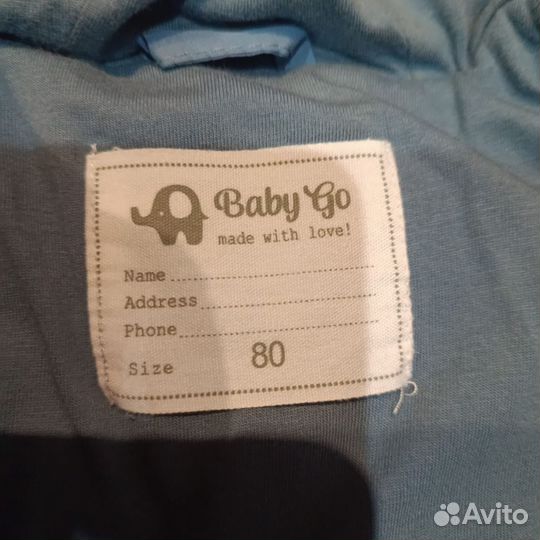 Baby Go
made with love!
Name
Address
Phone
Size 80
Avito